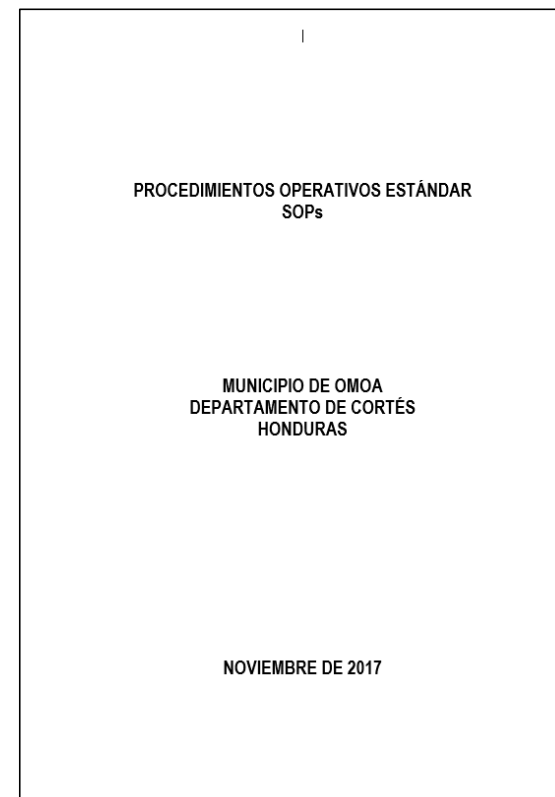 PROCEDIMIENTOS OPERATIVOS ESTÁNDAR
SOPs
MUNICIPIO DE OMOA
DEPARTAMENTO DE CORTÉS
HONDURAS
NOVIEMBRE DE 2017